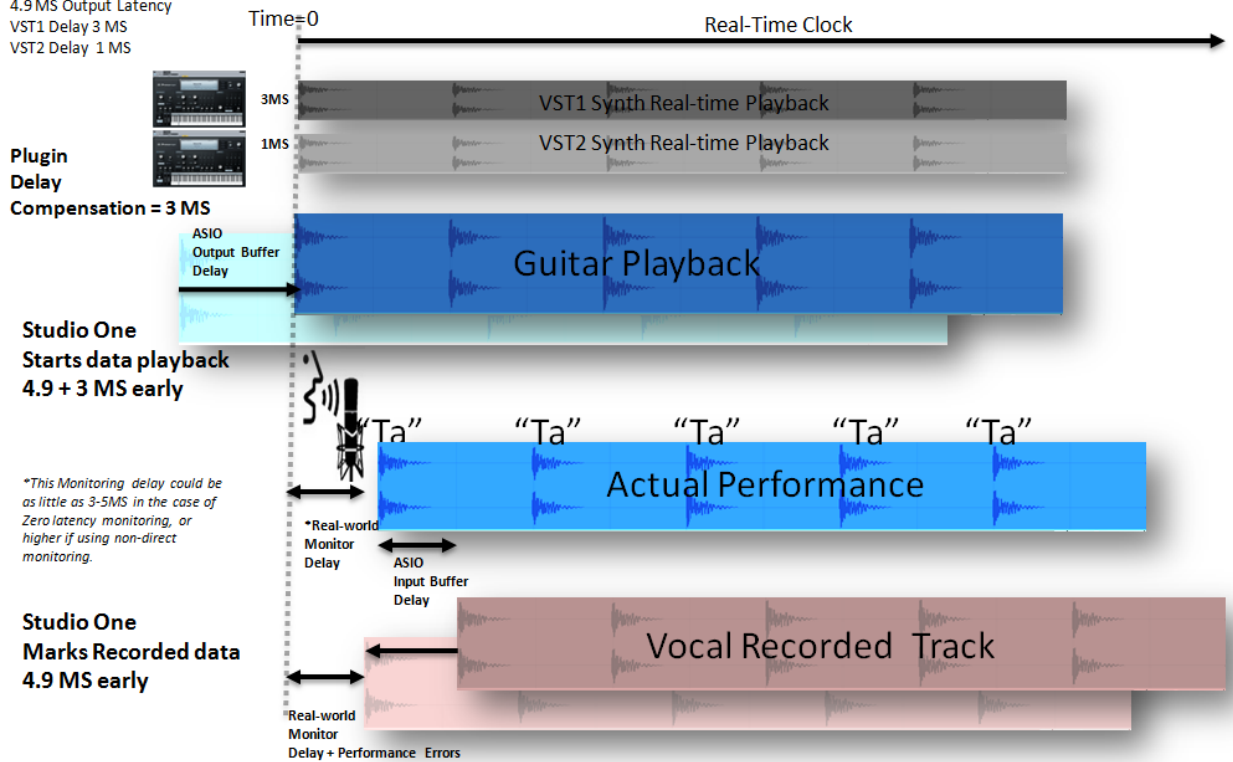 4.9 MS Output Latency
VST1 Delay 3 MS
VST2 Delay 1 MS
Time=0
Real-Time Clock
3MS
VST1 Synth Real-time Playback
1MS
VST2 Synth Real-time Playback
Plugin
Delay
Compensation = 3 MS
ASIO
Output Buffer
Delay
Guitar Playback
Studio One
Starts data playback
4.9 + 3 MS early
“Ta” “Ta” “Ta” “Ta” “Ta”
Actual Performance
*This Monitoring delay could be
as little as 3-5MS in the case of
Zero latency monitoring, or
higher if using non-direct
monitoring.
*Real-world
Monitor
Delay
ASIO
Input Buffer
Delay
Studio One
Marks Recorded data
4.9 MS early
Vocal Recorded Track
Real-world
Monitor
Delay + Performance Errors